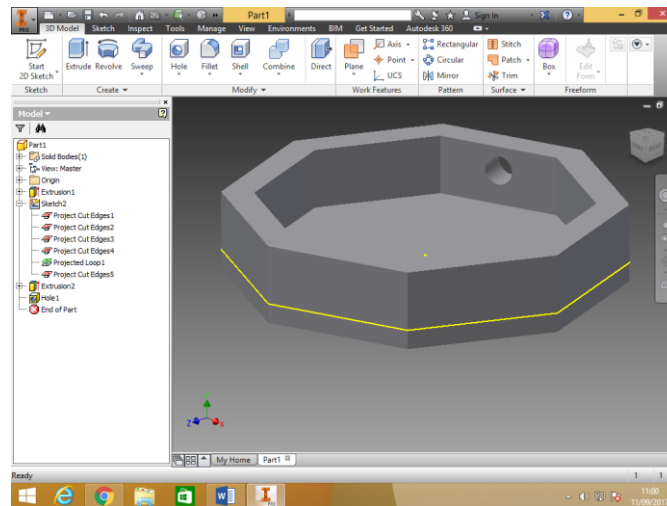 Part1
Sign In
3D Model Sketch Inspect Tools Manage View Environments BIM Get Started Autodesk 360
PRO
Start
2D Sketch
Extrude Revolve Sweep
Hole Fillet Shell Combine
Direct
Plane
Axis
Point
UCS
Rectangular
Circular
Mirror
Stitch
Patch
Trim
Box
Edit
Form
Sketch Create Modify Work Features Pattern Surface Freeform
Model
Part1
Solid Bodies(1)
View: Master
Origin
Extrusion1
Sketch2
Project Cut Edges1
Project Cut Edges2
Project Cut Edges3
Project Cut Edges4
Projected Loop1
Project Cut Edges5
Extrusion2
Hole1
End of Part
Z X
My Home Part1
Ready 1 1
11:00